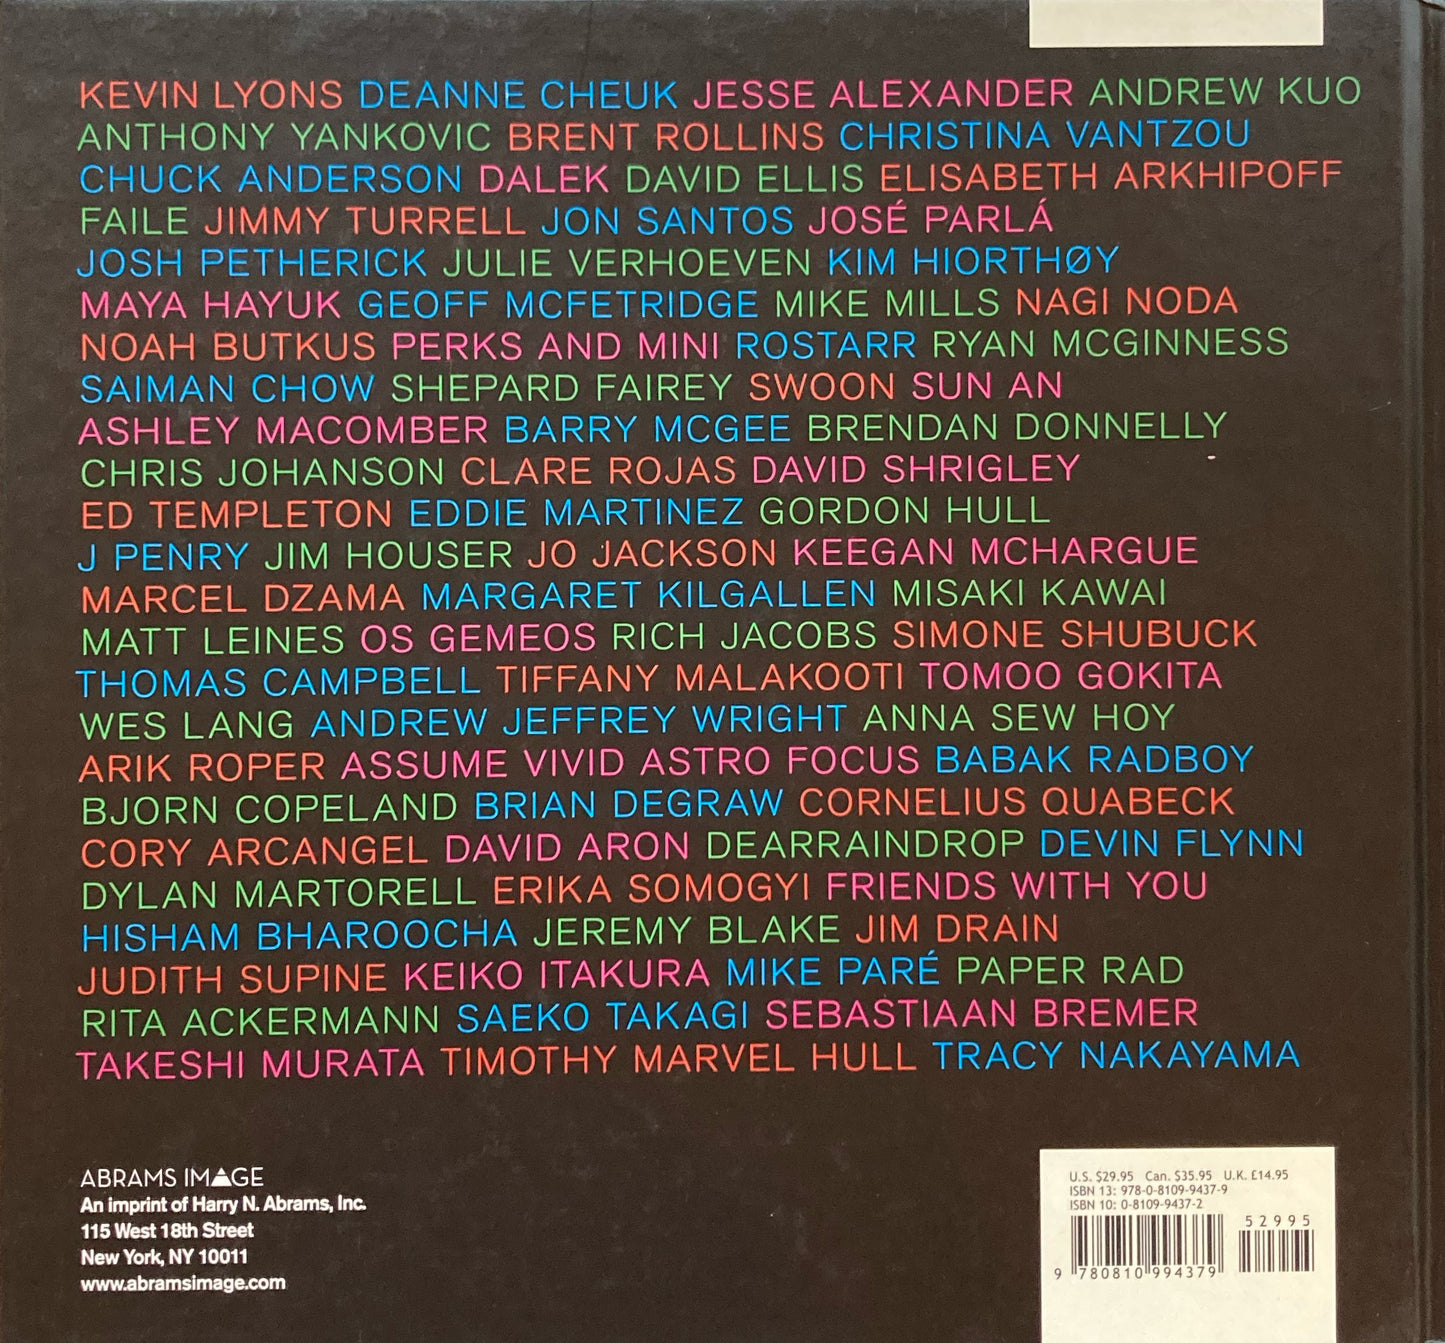 KEVIN LYONS DEANNE CHEUK JESSE ALEXANDER ANDREW KUO
ANTHONY YANKOVIC BRENT ROLLINS CHRISTINA VANTZOU
CHUCK ANDERSON DALEK DAVID ELLIS ELISABETH ARKHIPOFF
FAILE JIMMY TURRELL JON SANTOS JOSÉ PARLÁ
JOSH PETHERICK JULIE VERHOEVEN KIM HIORTHØY
MAYA HAYUK GEOFF MCFETRIDGE MIKE MILLS NAGI NODA
NOAH BUTKUS PERKS AND MINI ROSTARR RYAN MCGINNESS
SAIMAN CHOW SHEPARD FAIREY SWOON SUN AN
ASHLEY MACOMBER BARRY MCGEE BRENDAN DONNELLY
CHRIS JOHANSON CLARE ROJAS DAVID SHRIGLEY
ED TEMPLETON EDDIE MARTINEZ GORDON HULL
J PENRY JIM HOUSER JO JACKSON KEEGAN MCHARGUE
MARCEL DZAMA MARGARET KILGALLEN MISAKI KAWAI
MATT LEINES OS GEMEOS RICH JACOBS SIMONE SHUBUCK
THOMAS CAMPBELL TIFFANY MALAKOOTI TOMOO GOKITA
WES LANG ANDREW JEFFREY WRIGHT ANNA SEW HOY
ARIK ROPER ASSUME VIVID ASTRO FOCUS BABAK RADBOY
BJORN COPELAND BRIAN DEGRAW CORNELIUS QUABECK
CORY ARCANGEL DAVID ARON DEARRAINDROP DEVIN FLYNN
DYLAN MARTORELL ERIKA SOMOGYI FRIENDS WITH YOU
HISHAM BHAROOCHA JEREMY BLAKE JIM DRAIN
JUDITH SUPINE KEIKO ITAKURA MIKE PARÉ PAPER RAD
RITA ACKERMANN SAEKO TAKAGI SEBASTIAAN BREMER
TAKESHI MURATA TIMOTHY MARVEL HULL TRACY NAKAYAMA
ABRAMS IMAGE
An imprint of Harry N. Abrams, Inc.
115 West 18th Street
New York, NY 10011
www.abramsimage.com
U.S. $29.95 Can. $35.95 U.K. £14.95
ISBN 13: 978-0-8109-9437-9
ISBN 10: 0-8109-9437-2
52995
9 780810 994379